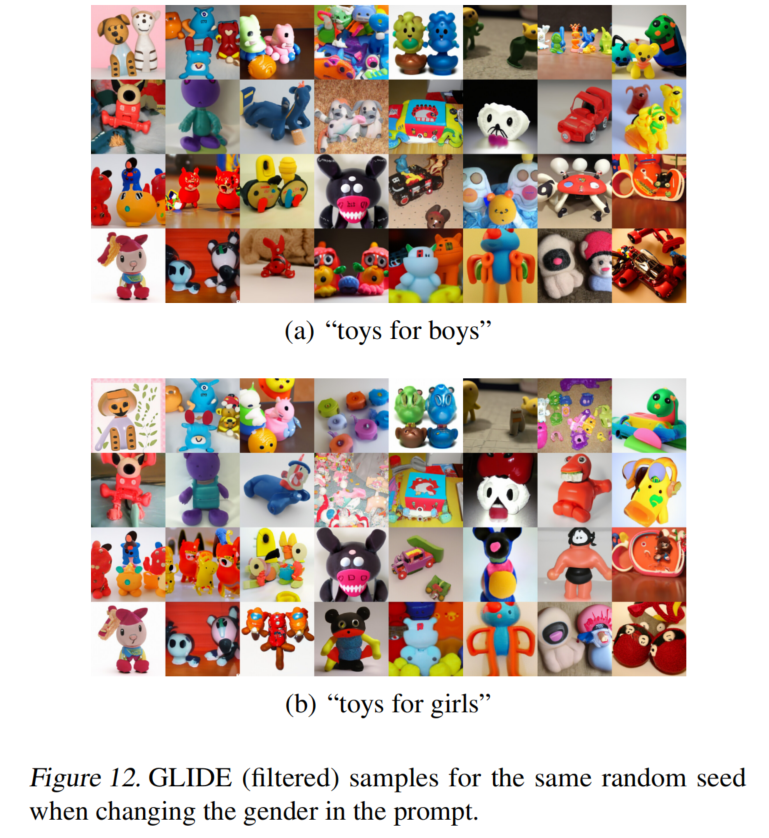 (a) “toys for boys”
(b) “toys for girls”
Figure 12. GLIDE (filtered) samples for the same random seed
when changing the gender in the prompt.